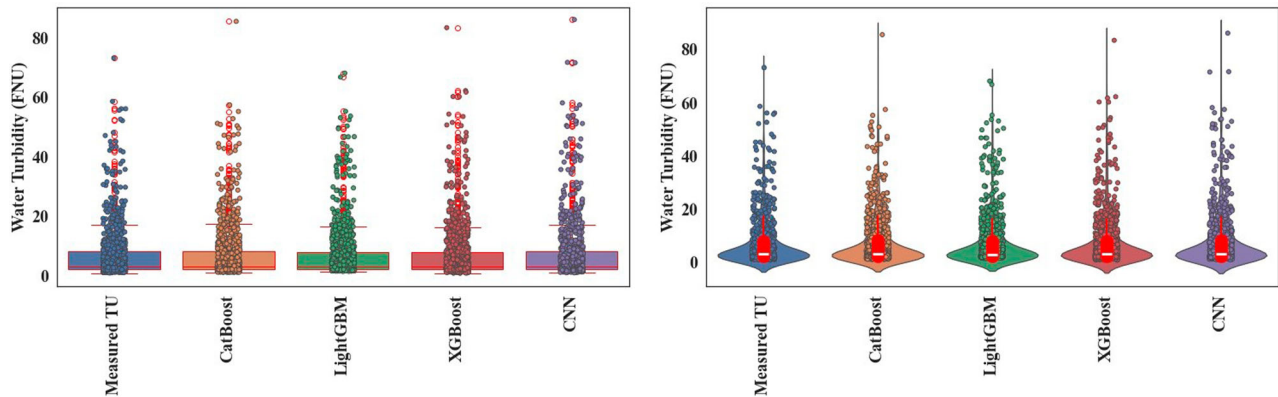 Water Turbidity (FNU)
80
60
40
20
0
Measured TU
CatBoost
LightGBM
XGBoost
CNN
Water Turbidity (FNU)
80
60
40
20
0
Measured TU
CatBoost
LightGBM
XGBoost
CNN